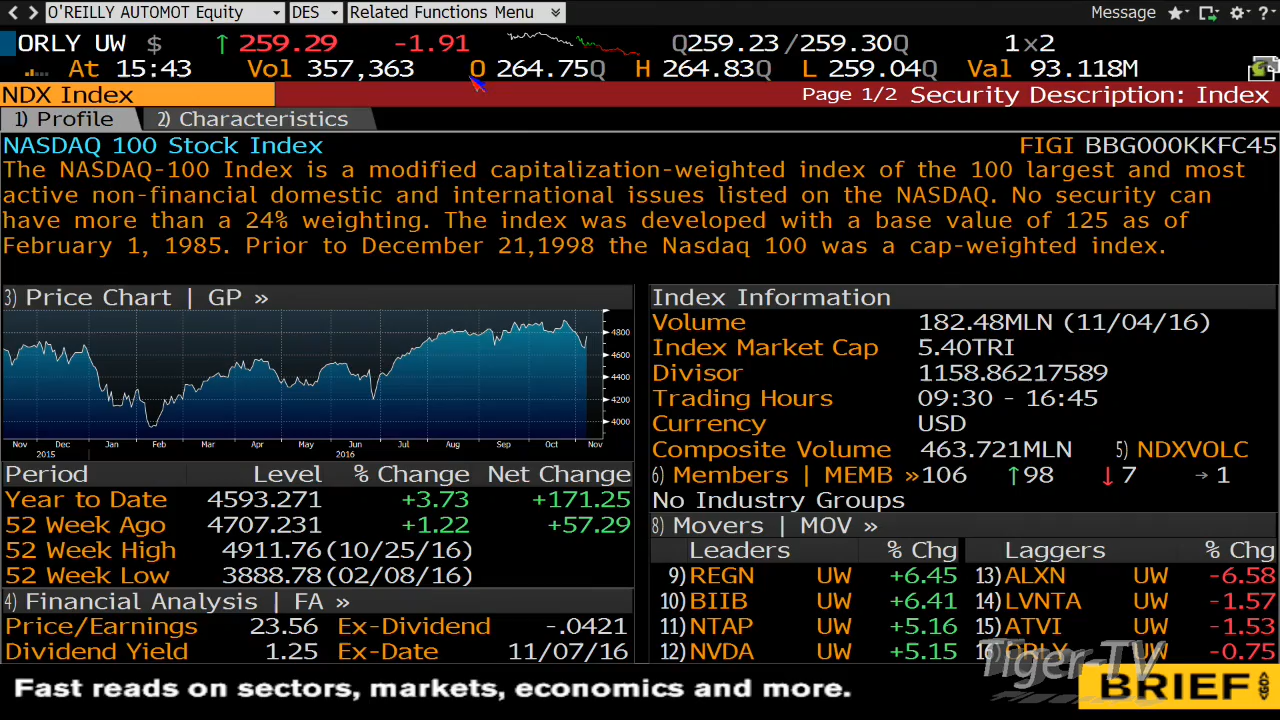 O'REILLY AUTOMOT Equity DES Related Functions Menu Message
ORLY UW $ ↑ 259.29 -1.91 Q259.23/259.30Q 1x2
At 15:43 Vol 357,363 O 264.75Q H 264.83Q L 259.04Q Val 93.118M
NDX Index Page 1/2 Security Description: Index
1) Profile 2) Characteristics
NASDAQ 100 Stock Index FIGI BBG000KKFC45
The NASDAQ-100 Index is a modified capitalization-weighted index of the 100 largest and most
active non-financial domestic and international issues listed on the NASDAQ. No security can
have more than a 24% weighting. The index was developed with a base value of 125 as of
February 1, 1985. Prior to December 21,1998 the Nasdaq 100 was a cap-weighted index.
3) Price Chart | GP »
4800
4600
4400
4200
4000
Nov Dec Jan Feb Mar Apr May Jun Jul Aug Sep Oct Nov
2015 2016
Period Level % Change Net Change
Year to Date 4593.271 +3.73 +171.25
52 Week Ago 4707.231 +1.22 +57.29
52 Week High 4911.76 (10/25/16)
52 Week Low 3888.78 (02/08/16)
4) Financial Analysis | FA »
Price/Earnings 23.56 Ex-Dividend -.0421
Dividend Yield 1.25 Ex-Date 11/07/16
Index Information
Volume 182.48MLN (11/04/16)
Index Market Cap 5.40TRI
Divisor 1158.86217589
Trading Hours 09:30 - 16:45
Currency USD
Composite Volume 463.721MLN 5) NDXVOLC
6) Members | MEMB » 106 ↑98 ↓7 → 1
No Industry Groups
8) Movers | MOV »
Leaders % Chg Laggers % Chg
9) REGN UW +6.45 13) ALXN UW -6.58
10) BIIB UW +6.41 14) LVNTA UW -1.57
11) NTAP UW +5.16 15) ATVI UW -1.53
12) NVDA UW +5.15 16) ORLY UW -0.75
Tiger-TV
Fast reads on sectors, markets, economics and more.
BRIEF